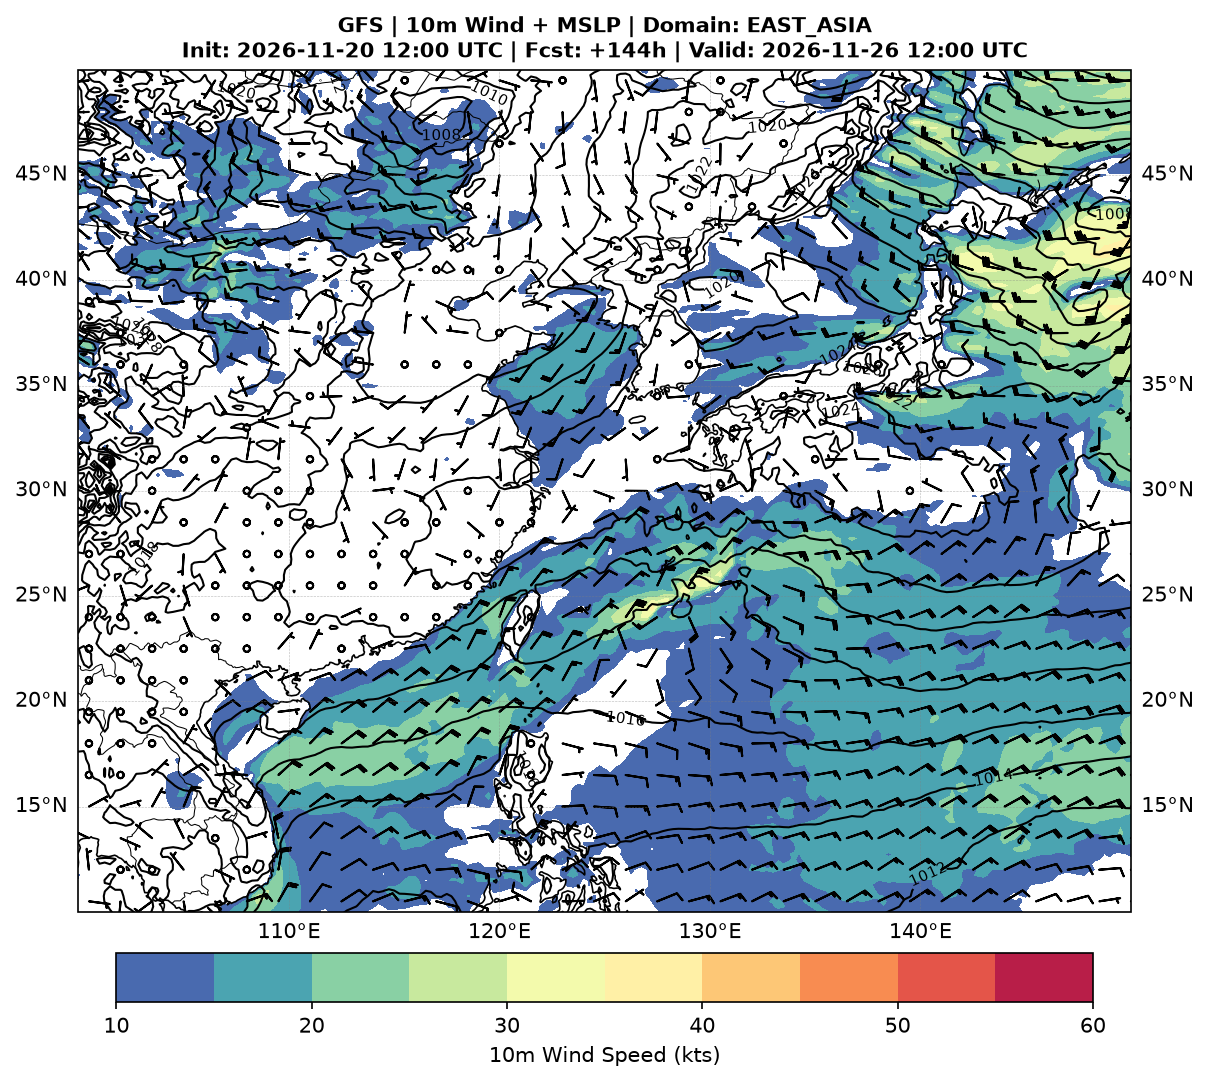 GFS | 10m Wind + MSLP | Domain: EAST_ASIA
Init: 2026-11-20 12:00 UTC | Fcst: +144h | Valid: 2026-11-26 12:00 UTC
1020
1010
1008
1020
1022
1008
1020
1024
1024
1016
1014
1012
45°N
40°N
35°N
30°N
25°N
20°N
15°N
45°N
40°N
35°N
30°N
25°N
20°N
15°N
110°E 120°E 130°E 140°E
10 20 30 40 50 60
10m Wind Speed (kts)